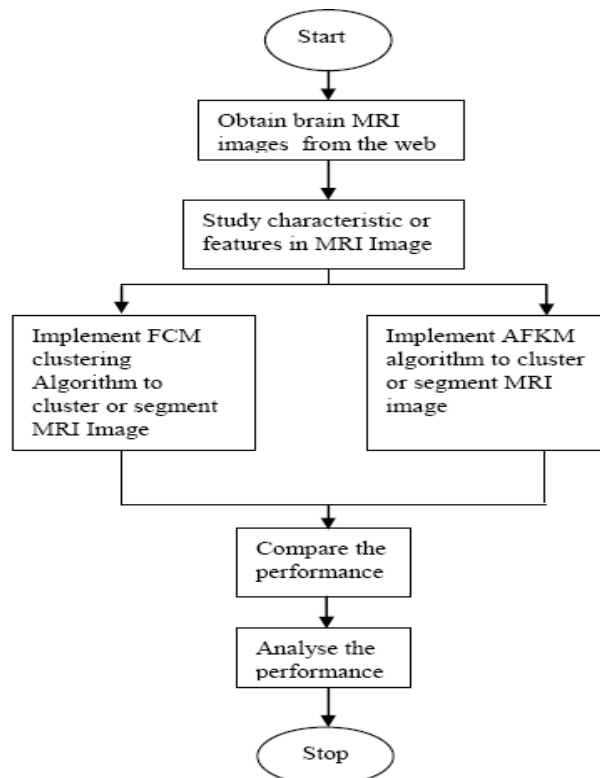 Start
Obtain brain MRI
images from the web
Study characteristic or
features in MRI Image
Implement FCM
clustering
Algorithm to
cluster or segment
MRI Image
Implement AFKM
algorithm to cluster
or segment MRI
image
Compare the
performance
Analyse the
performance
Stop